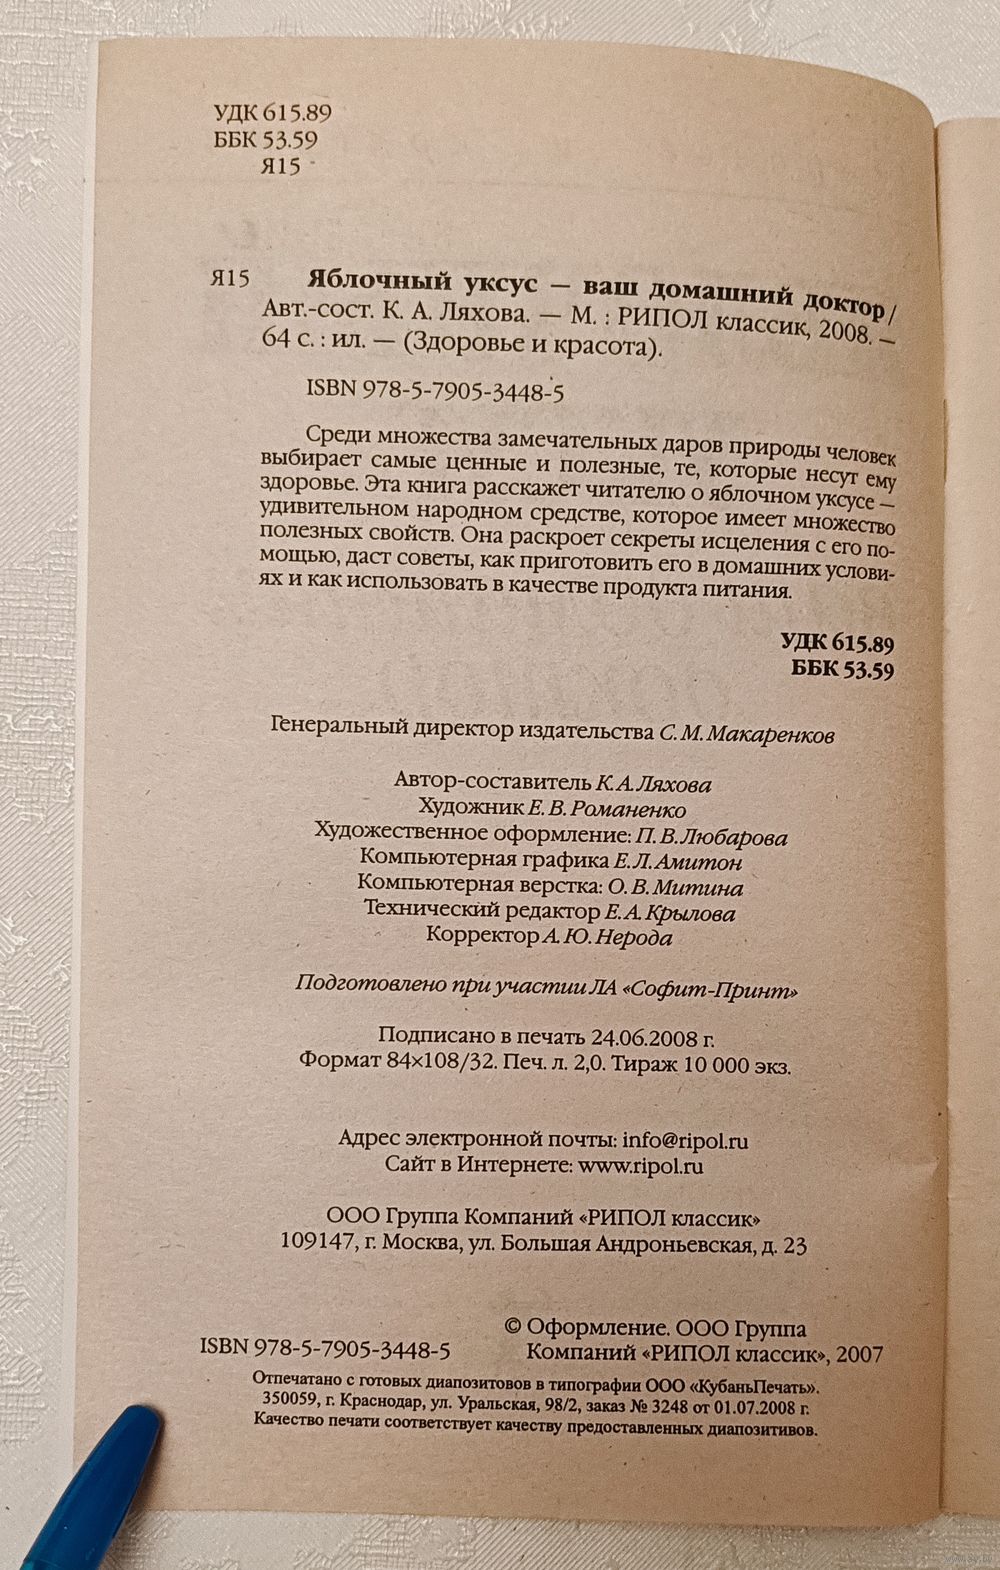 УДК 615.89
ББК 53.59
Я15
Я15 Яблочный уксус — ваш домашний доктор /
Авт.-сост. К. А. Ляхова. — М. : РИПОЛ классик, 2008. —
64 с. : ил. — (Здоровье и красота).
ISBN 978-5-7905-3448-5
Среди множества замечательных даров природы человек
выбирает самые ценные и полезные, те, которые несут ему
здоровье. Эта книга расскажет читателю о яблочном уксусе —
удивительном народном средстве, которое имеет множество
полезных свойств. Она раскроет секреты исцеления с его по-
мощью, даст советы, как приготовить его в домашних услови-
ях и как использовать в качестве продукта питания.
УДК 615.89
ББК 53.59
Генеральный директор издательства С. М. Макаренков
Автор-составитель К. А. Ляхова
Художник Е. В. Романенко
Художественное оформление: П. В. Любарова
Компьютерная графика Е. Л. Амитон
Компьютерная верстка: О. В. Митина
Технический редактор Е. А. Крылова
Корректор А. Ю. Нерода
Подготовлено при участии ЛА «Софит-Принт»
Подписано в печать 24.06.2008 г.
Формат 84×108/32. Печ. л. 2,0. Тираж 10 000 экз.
Адрес электронной почты: info@ripol.ru
Сайт в Интернете: www.ripol.ru
ООО Группа Компаний «РИПОЛ классик»
109147, г. Москва, ул. Большая Андроньевская, д. 23
© Оформление. ООО Группа
ISBN 978-5-7905-3448-5 Компаний «РИПОЛ классик», 2007
Отпечатано с готовых диапозитовов в типографии ООО «КубаньПечать».
350059, г. Краснодар, ул. Уральская, 98/2, заказ № 3248 от 01.07.2008 г.
Качество печати соответствует качеству предоставленных диапозитивов.